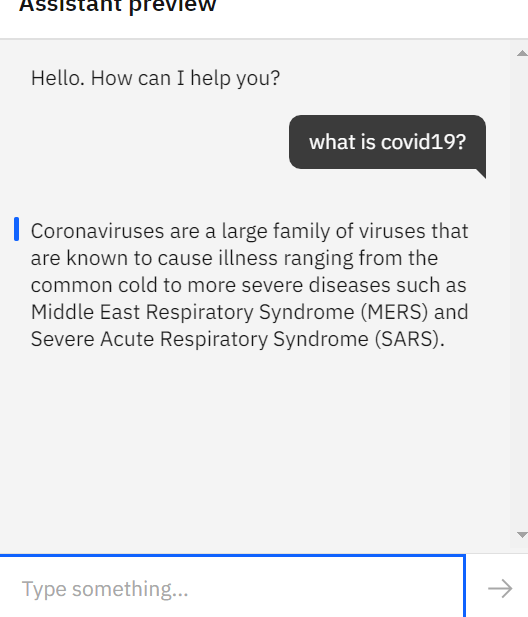 Assistant preview
Hello. How can I help you?
what is covid19?
Coronaviruses are a large family of viruses that
are known to cause illness ranging from the
common cold to more severe diseases such as
Middle East Respiratory Syndrome (MERS) and
Severe Acute Respiratory Syndrome (SARS).
Type something...